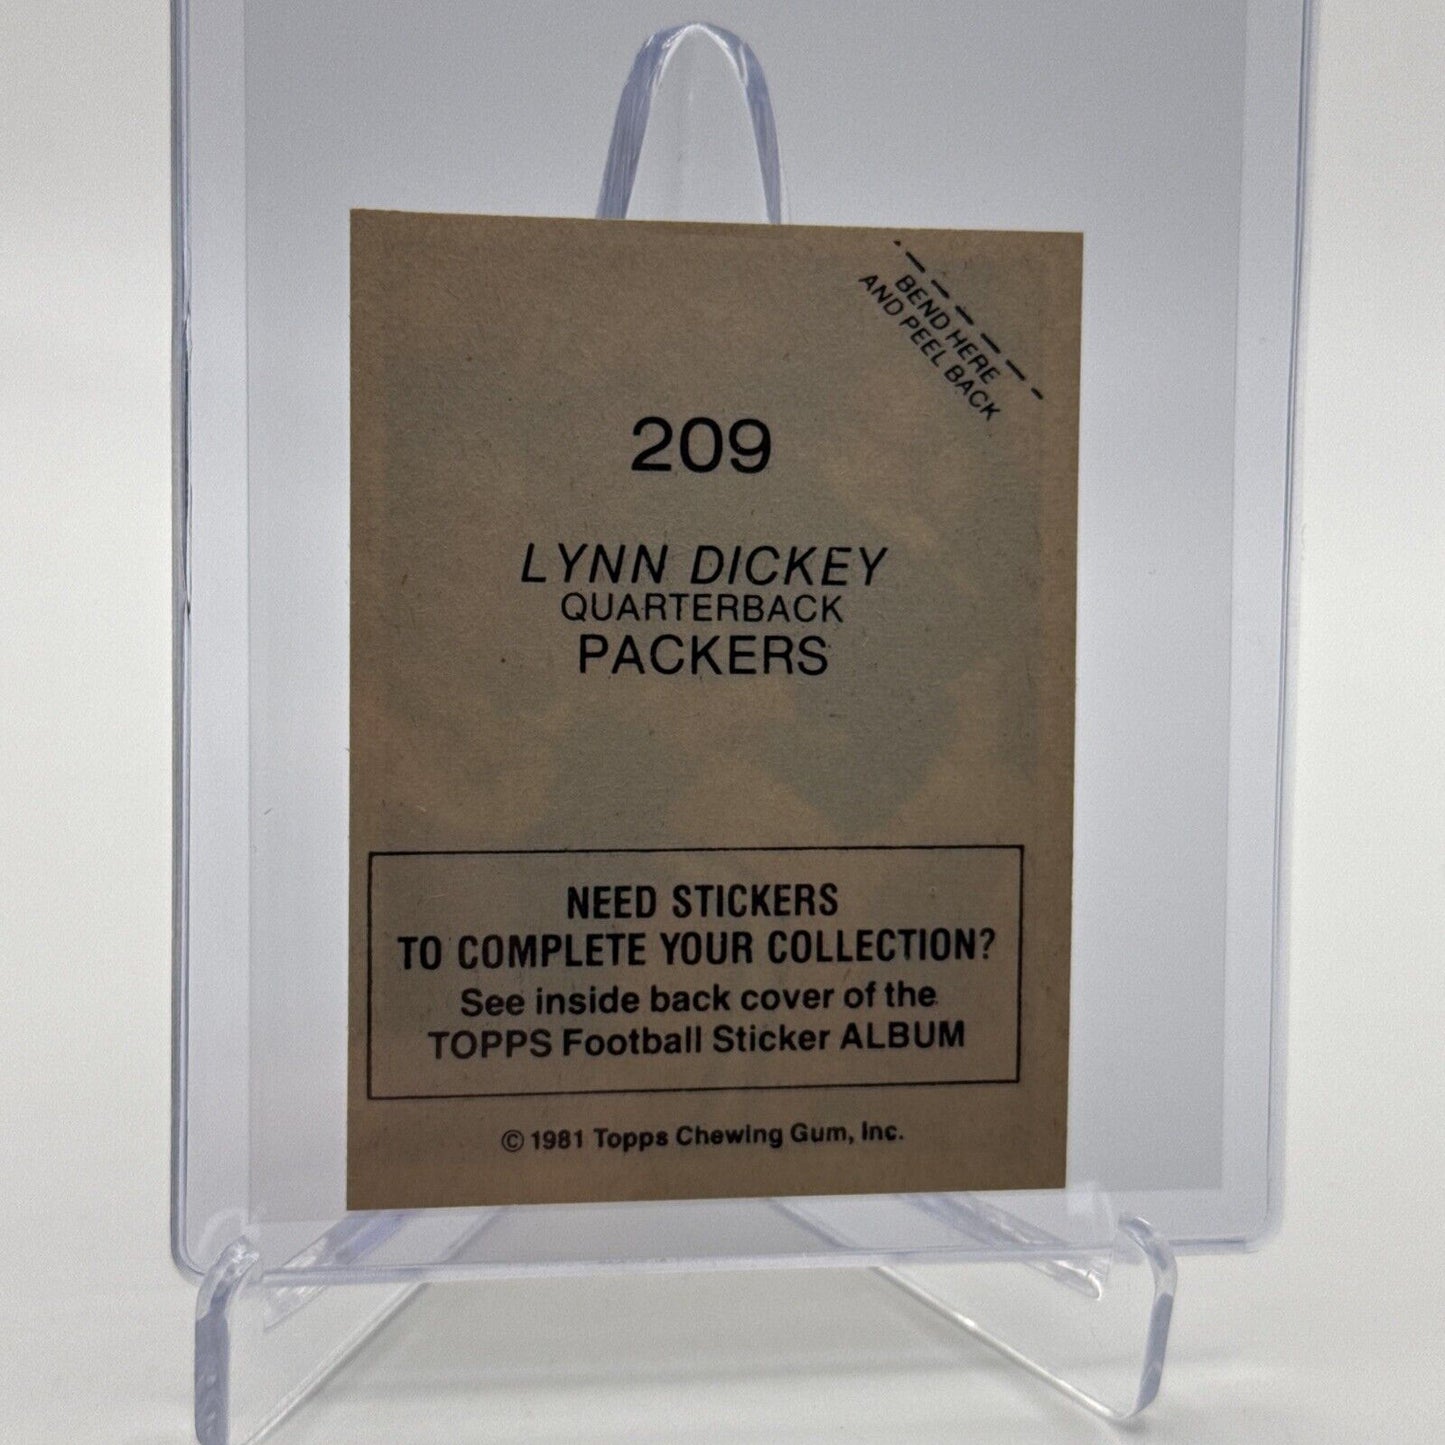 BEND HERE
AND PEEL BACK
209
LYNN DICKEY
QUARTERBACK
PACKERS
NEED STICKERS
TO COMPLETE YOUR COLLECTION?
See inside back cover of the
TOPPS Football Sticker ALBUM
© 1981 Topps Chewing Gum, Inc.